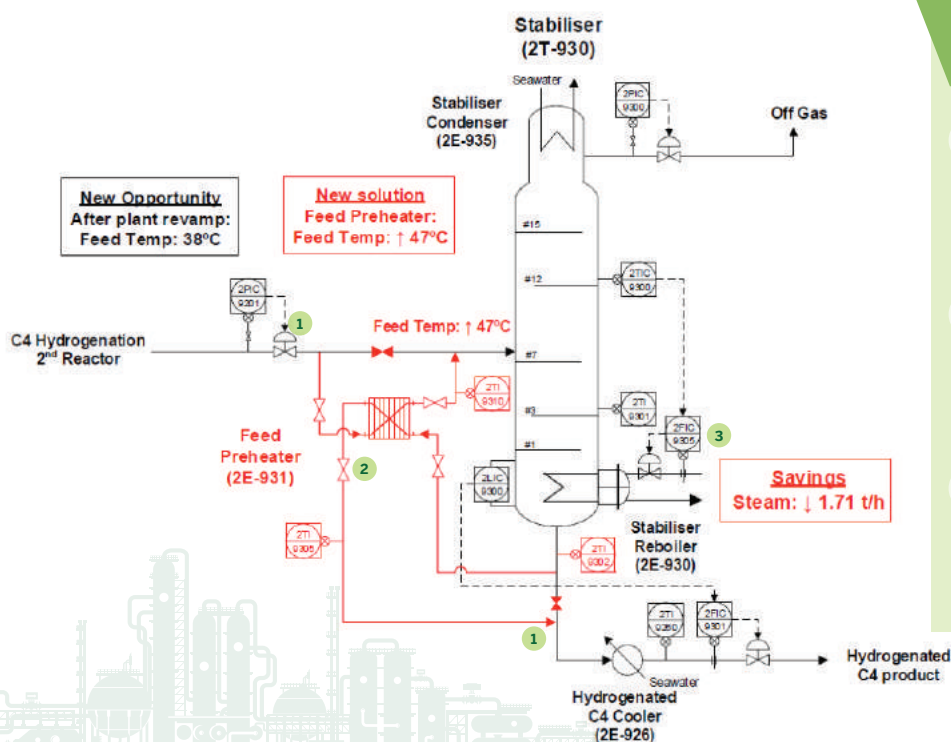 Stabiliser
(2T-930)
Seawater
Stabiliser
Condenser
(2E-935)
2PIC
9300
Off Gas
New Opportunity
After plant revamp:
Feed Temp: 38ºC
New solution
Feed Preheater:
Feed Temp: ↑ 47ºC
#15
#12
2TIC
9300
2PIC
9201
1
Feed Temp: ↑ 47ºC
C4 Hydrogenation
2nd Reactor
#7
2TI
9310
#3
2TI
9301
2FIC
9305
3
Feed
Preheater
(2E-931)
2
#1
2LIC
9300
Savings
Steam: ↓ 1.71 t/h
Stabiliser
Reboiler
(2E-930)
2TI
9305
2TI
9302
1
2TI
9260
2FIC
9301
Seawater
Hydrogenated
C4 product
Hydrogenated
C4 Cooler
(2E-926)